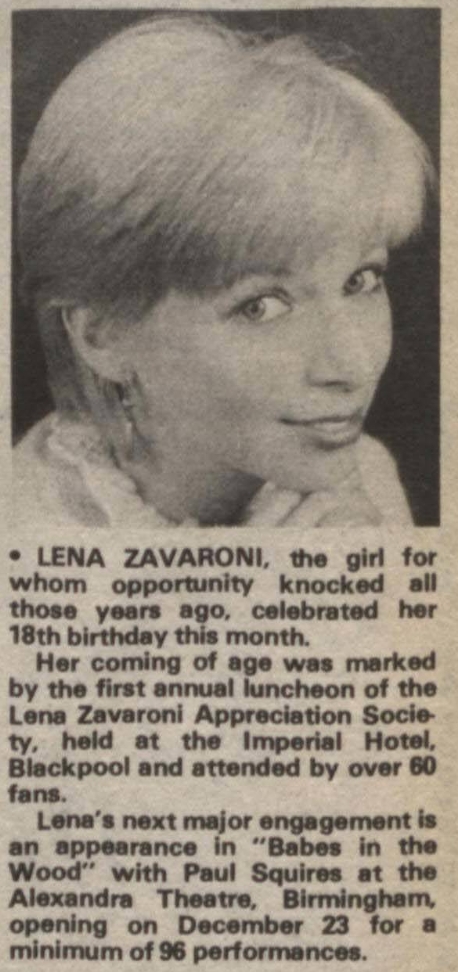 • LENA ZAVARONI, the girl for
whom opportunity knocked all
those years ago, celebrated her
18th birthday this month.
Her coming of age was marked
by the first annual luncheon of the
Lena Zavaroni Appreciation Socie-
ty, held at the Imperial Hotel,
Blackpool and attended by over 60
fans.
Lena's next major engagement is
an appearance in "Babes in the
Wood" with Paul Squires at the
Alexandra Theatre, Birmingham,
opening on December 23 for a
minimum of 96 performances.